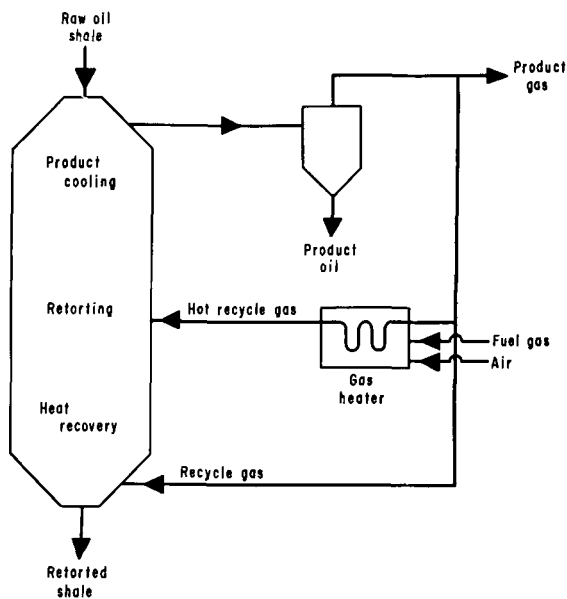 Raw oil
shale
Product
gas
Product
cooling
Product
oil
Retorting
Hot recycle gas
Fuel gas
Air
Gas
heater
Heat
recovery
Recycle gas
Retorted
shale